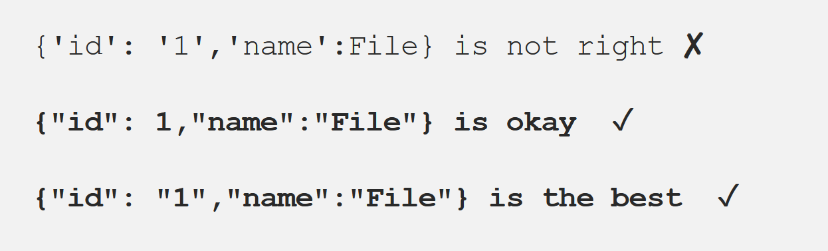 {'id': '1','name':File} is not right ✗
{"id": 1,"name":"File"} is okay ✓
{"id": "1","name":"File"} is the best ✓